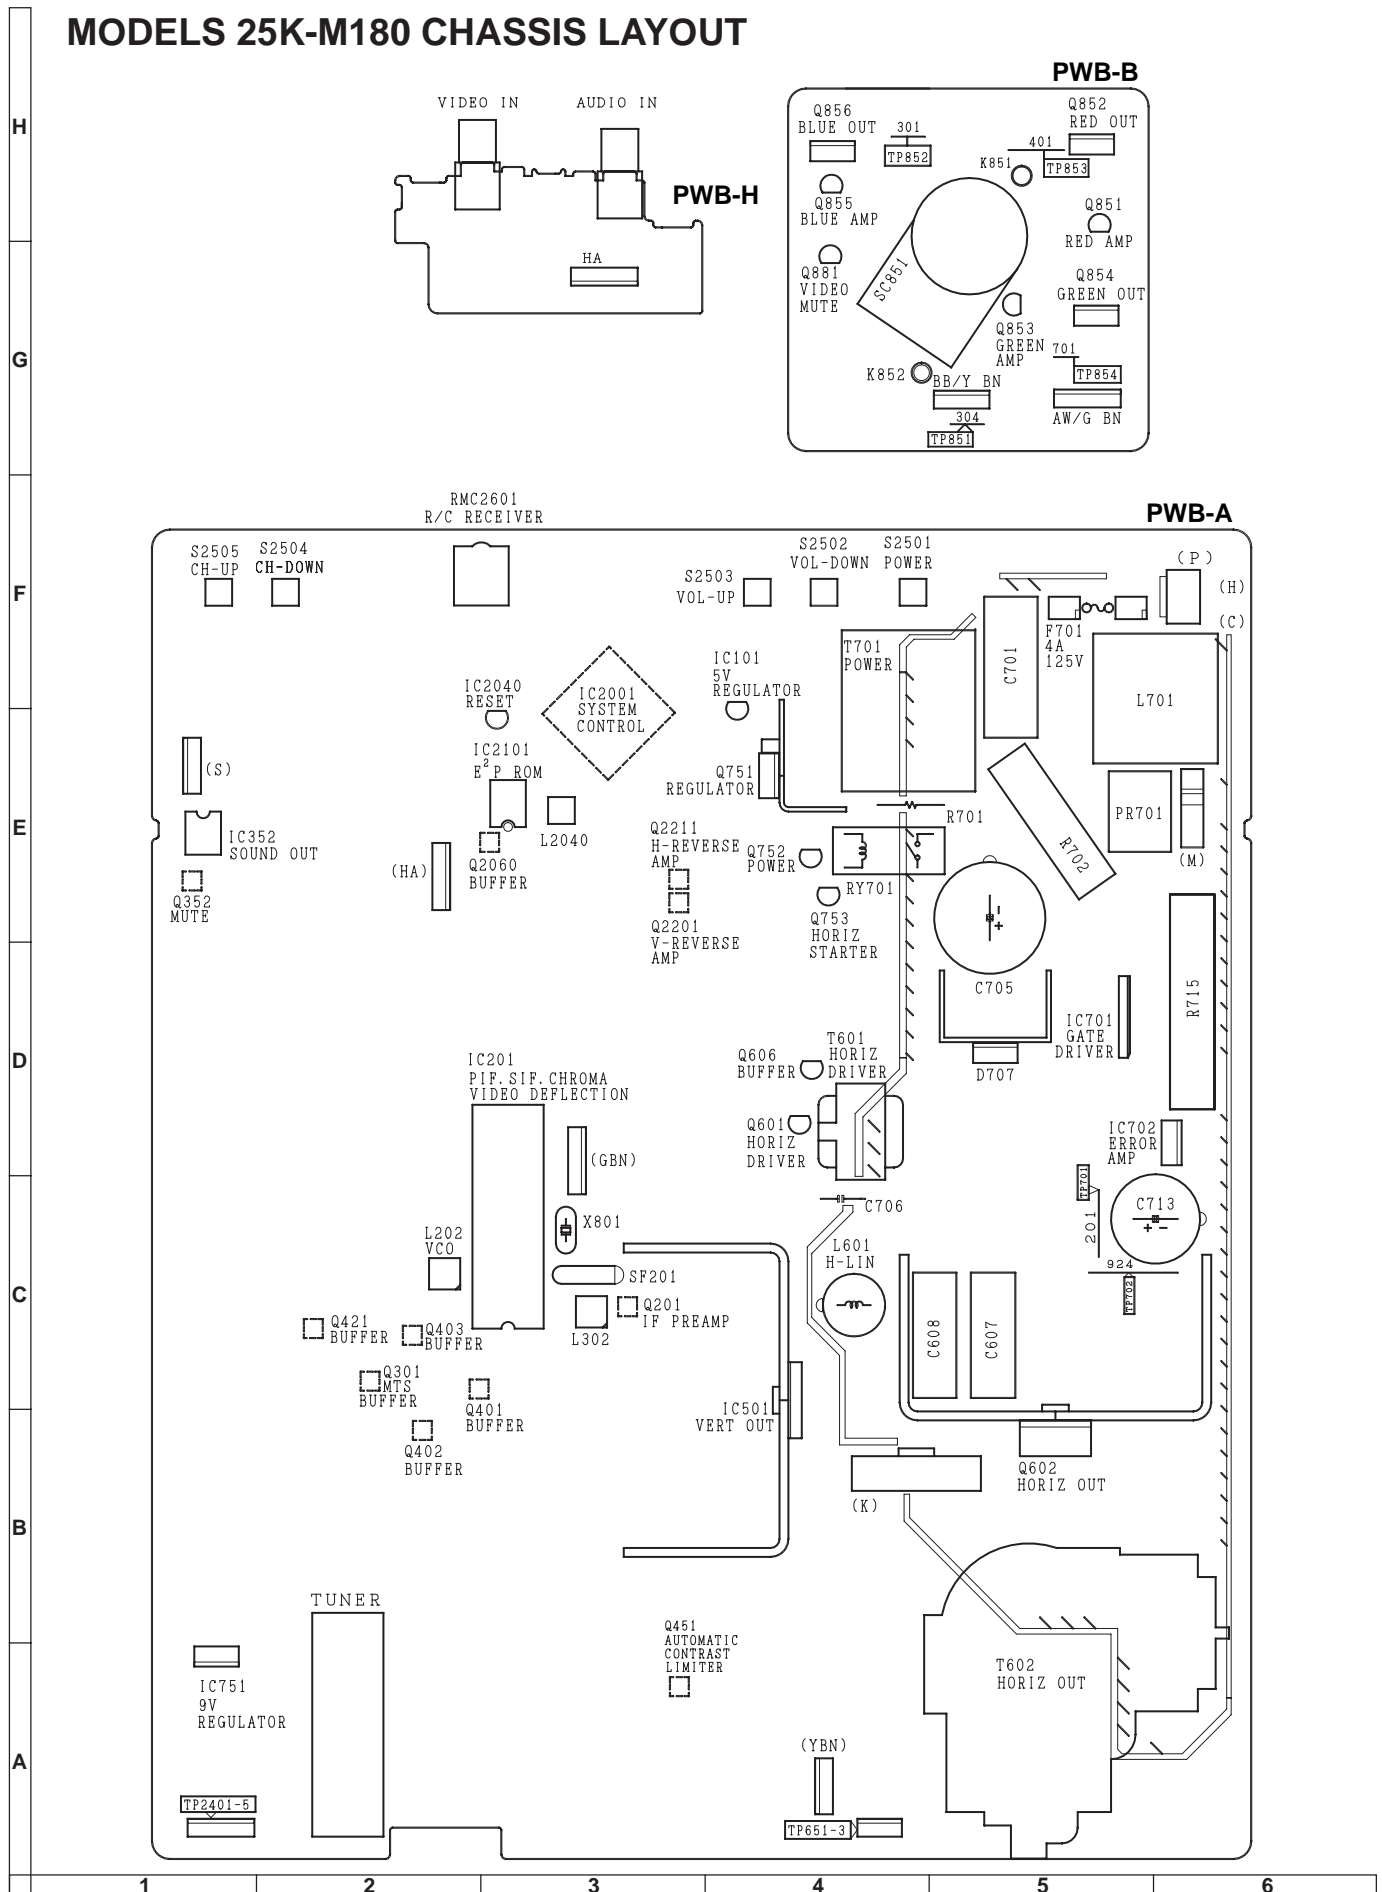 MODELS 25K-M180 CHASSIS LAYOUT
PWB-B
H
VIDEO IN
AUDIO IN
PWB-H
HA
Q856
BLUE OUT
301
TP852
Q852
RED OUT
401
TP853
K851
Q855
BLUE AMP
Q851
RED AMP
Q881
VIDEO
MUTE
SC851
Q854
GREEN OUT
Q853
GREEN
AMP
701
TP854
K852
BB/Y BN
AW/G BN
304
TP851
G
RMC2601
R/C RECEIVER
PWB-A
S2505
CH-UP
S2504
CH-DOWN
S2503
VOL-UP
S2502
VOL-DOWN
S2501
POWER
(P)
(H)
(C)
F
F701
4A
125V
T701
POWER
C701
L701
IC101
5V
REGULATOR
IC2040
RESET
IC2001
SYSTEM
CONTROL
(S)
IC2101
E2P ROM
Q751
REGULATOR
R701
PR701
R702
(M)
E
IC352
SOUND OUT
L2040
Q2211
H-REVERSE
AMP
Q752
POWER
RY701
(HA)
Q2060
BUFFER
Q352
MUTE
Q2201
V-REVERSE
AMP
Q753
HORIZ
STARTER
- +
C705
R715
IC701
GATE
DRIVER
D707
D
T601
HORIZ
DRIVER
Q606
BUFFER
IC201
PIF.SIF.CHROMA
VIDEO DEFLECTION
Q601
HORIZ
DRIVER
IC702
ERROR
AMP
(GBN)
TP701
201
C713
+ -
C706
X801
L202
VCO
L601
H-LIN
924
TP702
C
SF201
Q201
IF PREAMP
L302
Q421
BUFFER
Q403
BUFFER
C608
C607
Q301
MTS
BUFFER
Q401
BUFFER
IC501
VERT OUT
Q402
BUFFER
Q602
HORIZ OUT
(K)
B
TUNER
Q451
AUTOMATIC
CONTRAST
LIMITER
T602
HORIZ OUT
IC751
9V
REGULATOR
A
(YBN)
TP2401-5
TP651-3
1 2 3 4 5 6